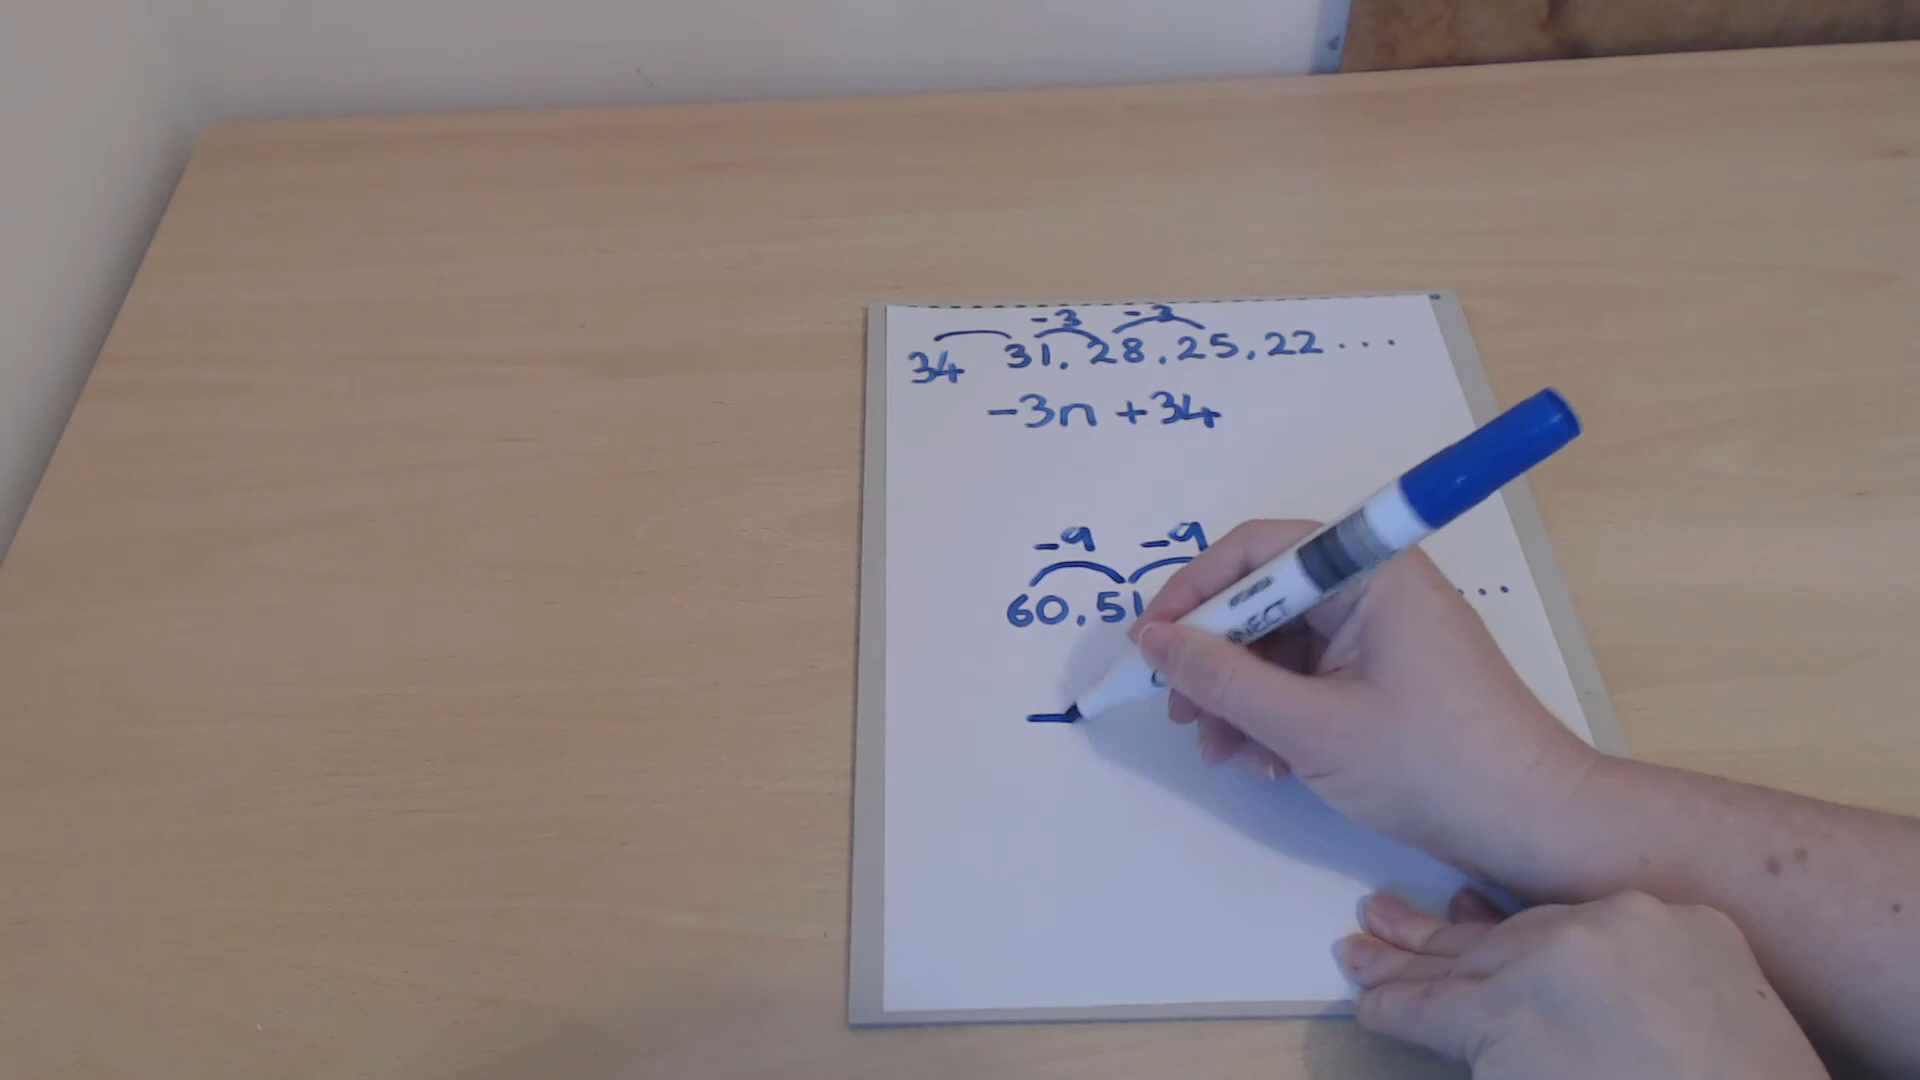 -3 -3
34 31, 28, 25, 22...
-3n + 34
-9 -9
60, 51
-